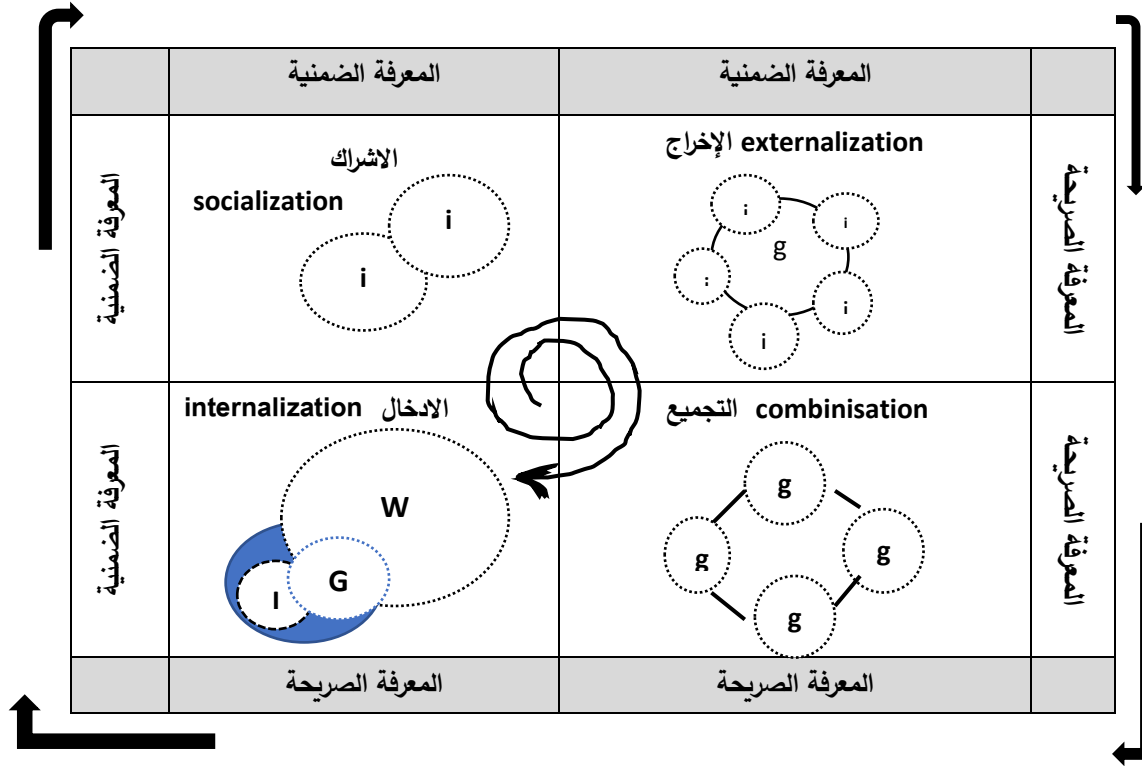 المعرفة الضمنية
المعرفة الضمنية
المعرفة الضمنية
الاشراك
socialization
i
i
الإخراج externalization
i
i
g
i
i
i
المعرفة الصريحة
المعرفة الضمنية
internalization الادخال
W
G
I
التجميع combinisation
g
g
g
g
المعرفة الصريحة
المعرفة الصريحة
المعرفة الصريحة